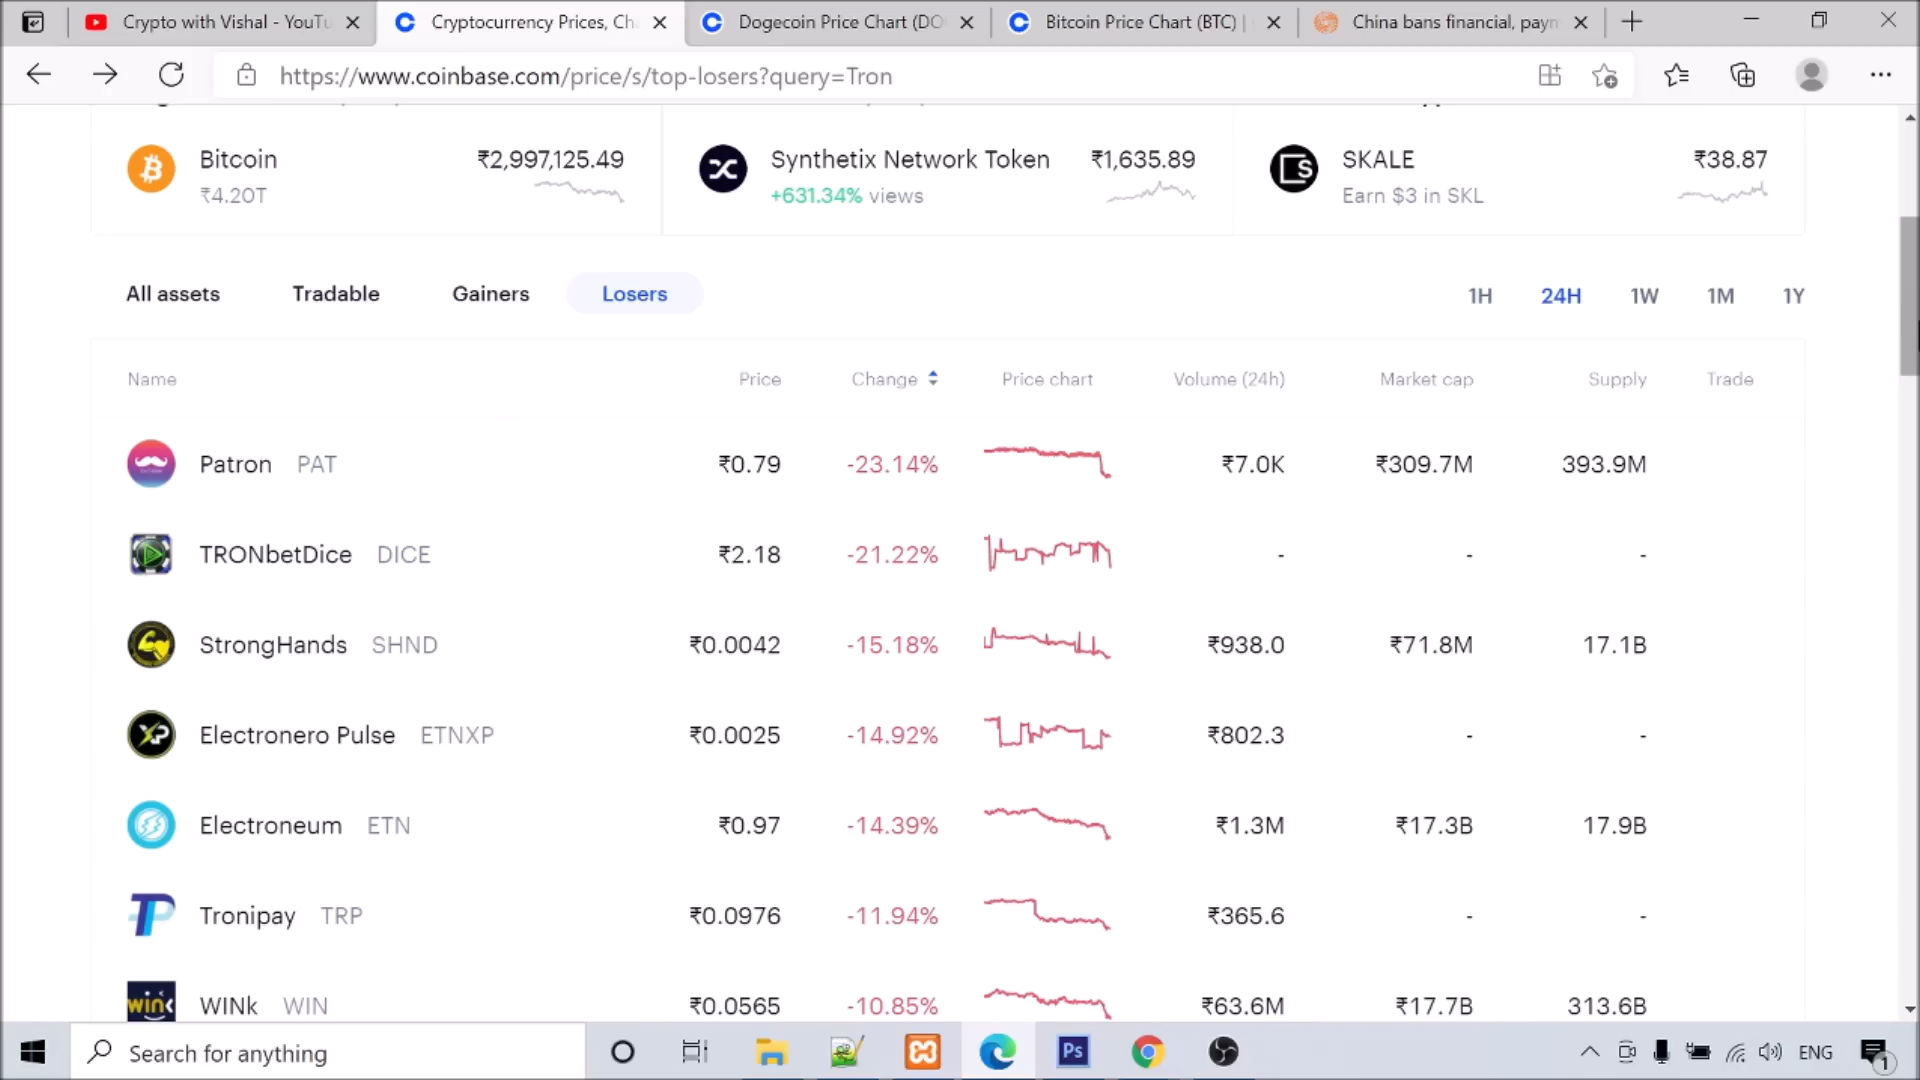 Crypto with Vishal - YouTu
Cryptocurrency Prices, Cha
Dogecoin Price Chart (DO
Bitcoin Price Chart (BTC) |
China bans financial, paym
https://www.coinbase.com/price/s/top-losers?query=Tron
Bitcoin
₹2,997,125.49
₹4.20T
Synthetix Network Token
₹1,635.89
+631.34% views
SKALE
₹38.87
Earn $3 in SKL
All assets Tradable Gainers Losers 1H 24H 1W 1M 1Y
Name Price Change Price chart Volume (24h) Market cap Supply Trade
Patron PAT ₹0.79 -23.14% ₹7.0K ₹309.7M 393.9M
TRONbetDice DICE ₹2.18 -21.22% - - -
StrongHands SHND ₹0.0042 -15.18% ₹938.0 ₹71.8M 17.1B
XP Electronero Pulse ETNXP ₹0.0025 -14.92% ₹802.3 - -
Electroneum ETN ₹0.97 -14.39% ₹1.3M ₹17.3B 17.9B
TP Tronipay TRP ₹0.0976 -11.94% ₹365.6 - -
wink WINk WIN ₹0.0565 -10.85% ₹63.6M ₹17.7B 313.6B
Search for anything
Ps
ENG
1